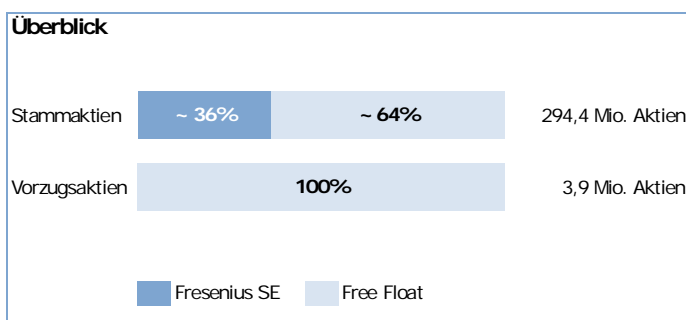 Überblick
Stammaktien ~ 36% ~ 64% 294,4 Mio. Aktien
Vorzugsaktien 100% 3,9 Mio. Aktien
Fresenius SE Free Float